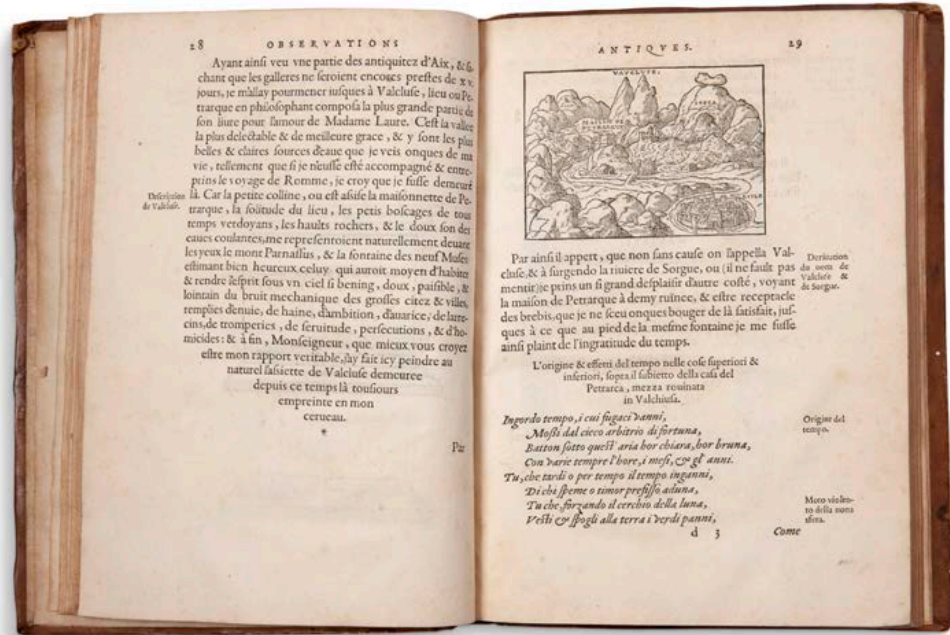 28 OBSERVATIONS
Ayant ainſi veu vne partie des antiquitez d'Aix, & ſa-
chant que les galleres ne ſeroient encores preſtes de xv.
jours, je m'allay pourmener iuſques à Valcluſe, lieu ou Pe-
trarque en philoſophant compoſa la plus grande partie de
ſon liure pour l'amour de Madame Laure. C'eſt la vallée
la plus delectable & de meilleure grace, & y ſont les plus
belles & claires ſources d'eaue que je veis onques de ma
vie, tellement que ſi je n'euſſe eſté accompagné & entre-
prins le voyage de Romme, je croy que je fuſſe demeuré
Deſcription
de Valcluſe.
là. Car la petite colline, ou eſt aſſiſe la maiſonnette de Pe-
trarque, la ſolitude du lieu, les petis boſcages de tous
temps verdoyans, les haults rochers, & le doux ſon des
eaues coulantes, me repreſentoient naturellement deuant
les yeux le mont Parnaſſus, & la fontaine des neuf Muſes
eſtimant bien heureux celuy qui auroit moyen d'habiter
& rendre l'eſprit ſous vn ciel ſi bening, doux, paiſible, &
lointain du bruit mechanique des groſſes citez & villes,
remplies d'enuie, de haine, d'ambition, d'auarice, de larre-
cins, de tromperies, de ſeruitude, perſecutions, & d'ho-
micides: & à fin, Monſeigneur, que mieux vous croyez
eſtre mon rapport veritable, j'ay fait icy peindre au
naturel l'aſſiette de Valcluſe demeuree
depuis ce temps là touſiours
empreinte en mon
cerueau.
*
Par
ANTIQVES. 29
VAVCLVSE.
SORGA
MAISON DE
PETRARQVE
Par ainſi il appert, que non ſans cauſe on l'appella Val-
cluſe, & à ſurgendo la riuiere de Sorgue, ou (il ne fault pas
mentir) je prins un ſi grand deſplaiſir d'autre coſté, voyant
la maiſon de Petrarque à demy ruinee, & eſtre receptacle
des brebis, que je ne ſceu onques bouger de là ſatisfait, juſ-
ques à ce que au pied de la meſme fontaine je me fuſſe
ainſi plaint de l'ingratitude du temps.
Deriuation
du nom de
Valcluſe &
de Sorgue.
L'origine & effetti del tempo nelle coſe ſuperiori &
inferiori, ſopra il ſubietto della caſa del
Petrarca, mezza rouinata
in Valchiuſa.
Ingordo tempo, i cui fugaci vanni,
Moſſi dal cieco arbitrio di fortuna,
Batton ſotto queſt' aria hor chiara, hor bruna,
Con varie tempre l'hore, i meſi, & gl' anni.
Tu, che tardi o per tempo il tempo inganni,
Di chi ſpeme o timor prefiſſo aduna,
Tu che, forzando il cerchio della luna,
Veſti & ſpogli alla terra i verdi panni,
Origine del
tempo.
Moto violen-
to della nona
sfera.
d 3 Come